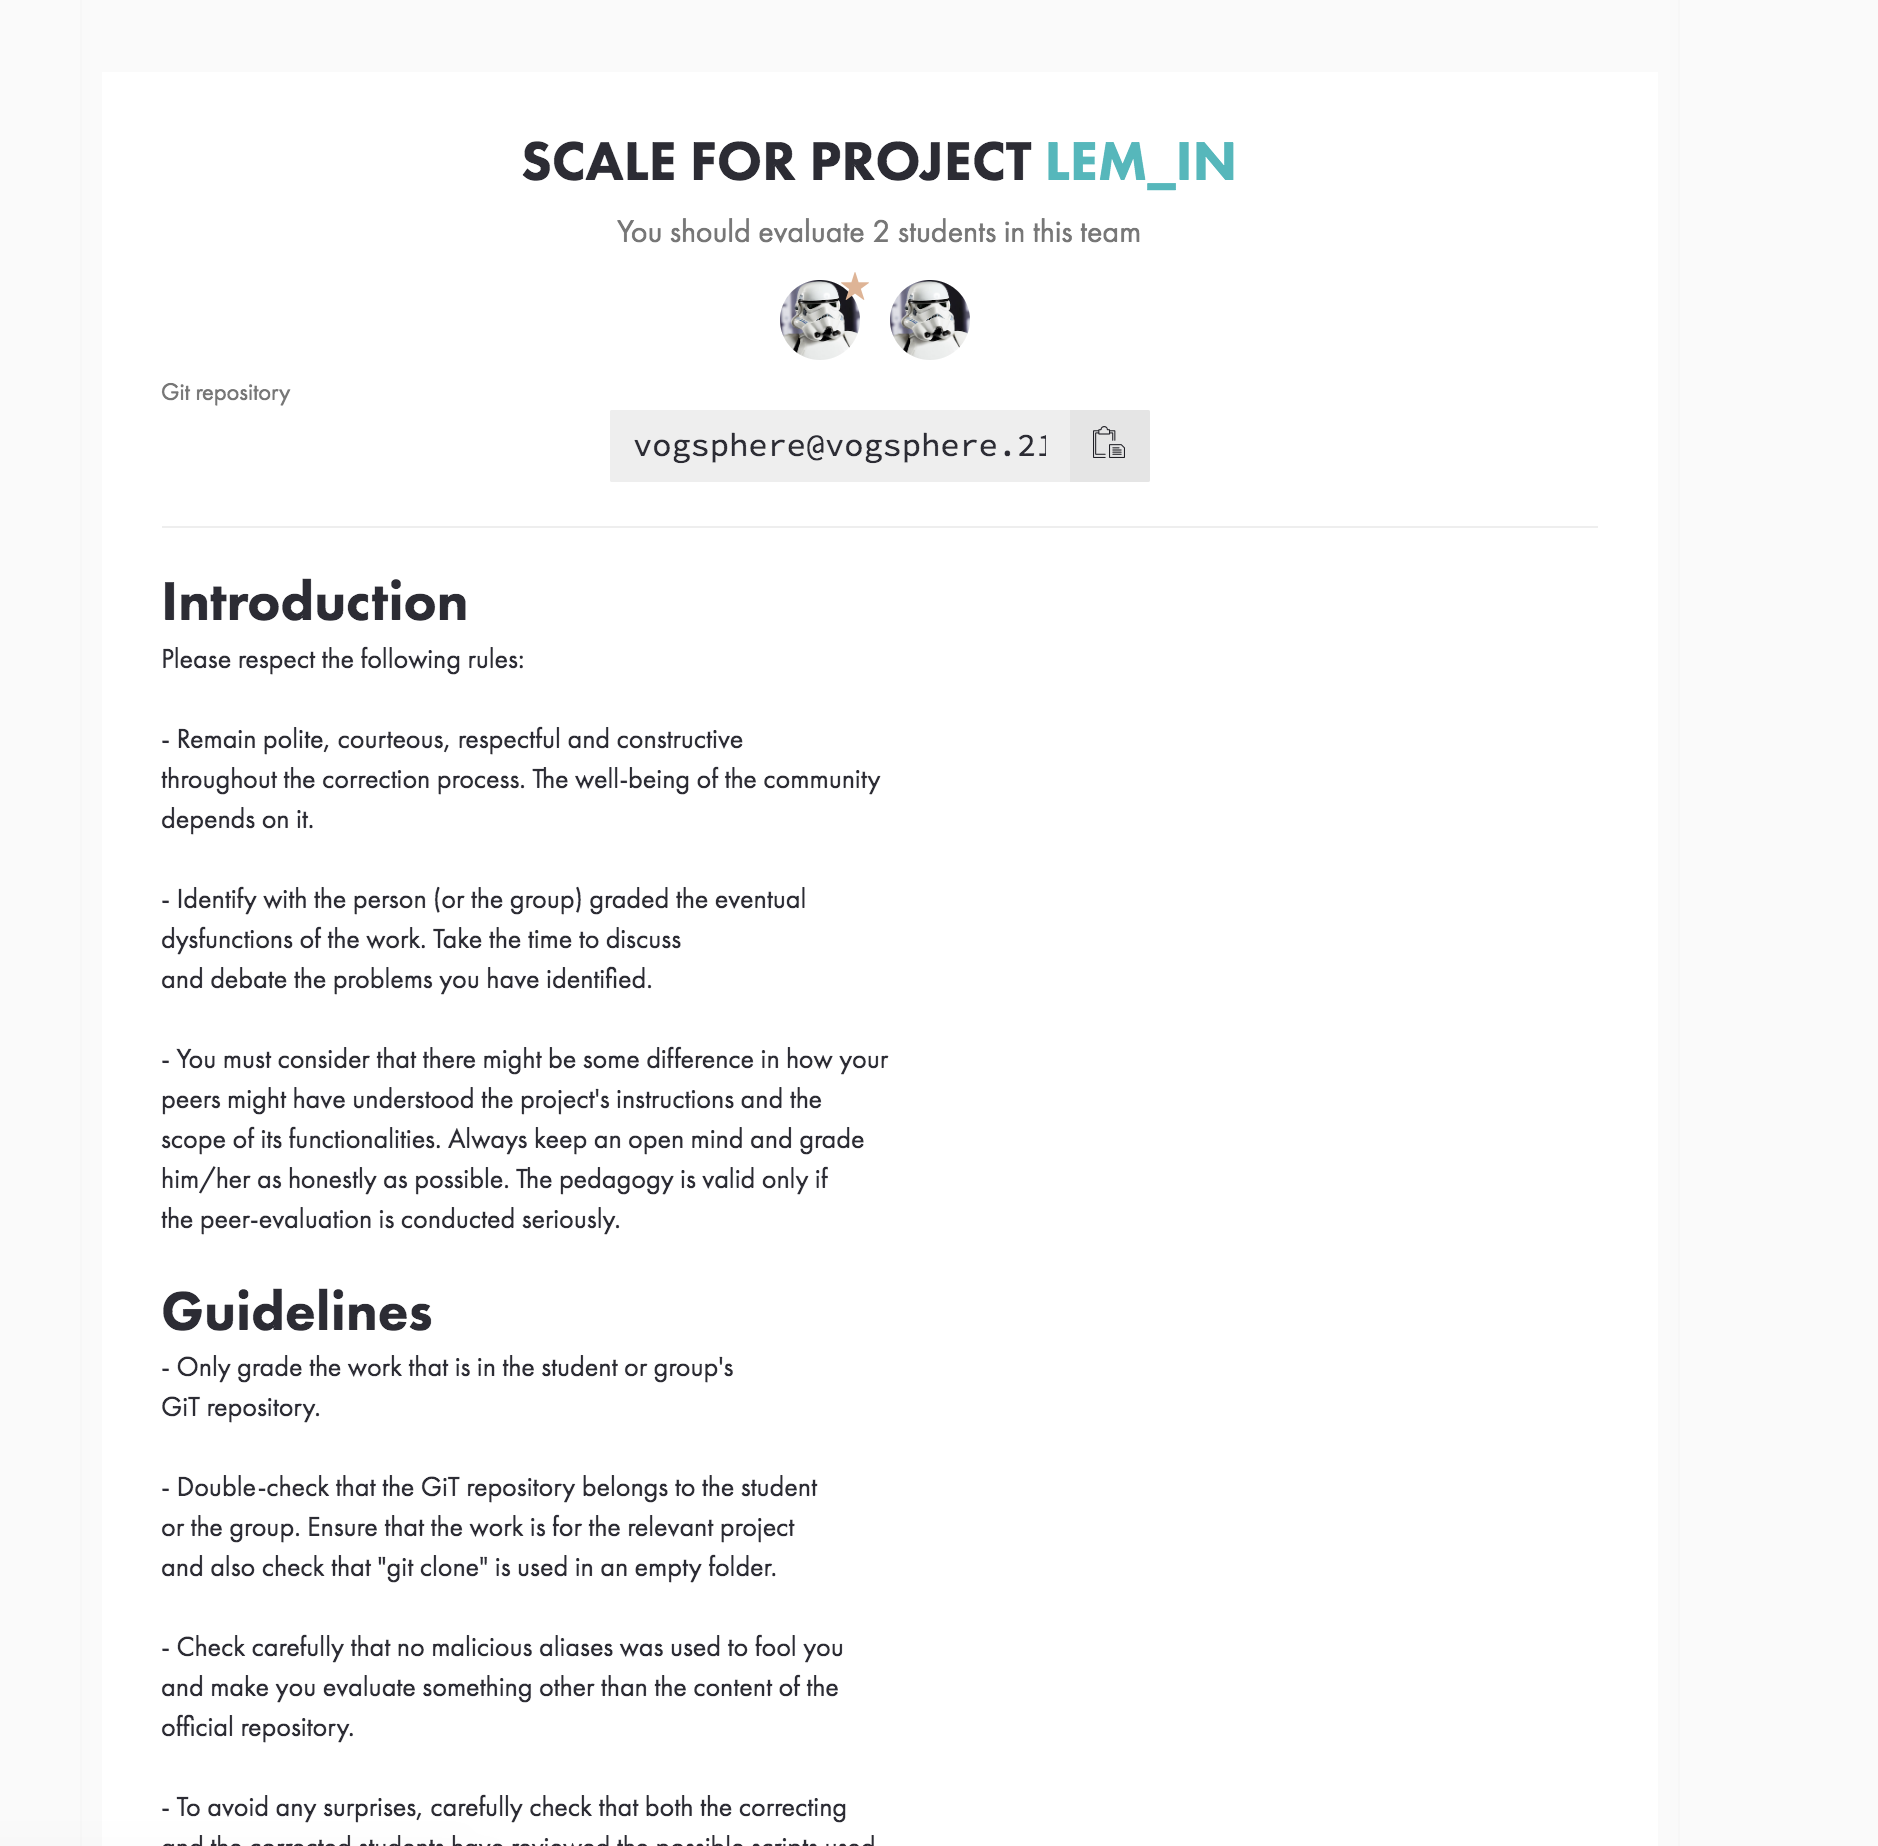 SCALE FOR PROJECT LEM_IN
You should evaluate 2 students in this team
Git repository
vogsphere@vogsphere.21
Introduction
Please respect the following rules:
- Remain polite, courteous, respectful and constructive
throughout the correction process. The well-being of the community
depends on it.
- Identify with the person (or the group) graded the eventual
dysfunctions of the work. Take the time to discuss
and debate the problems you have identified.
- You must consider that there might be some difference in how your
peers might have understood the project's instructions and the
scope of its functionalities. Always keep an open mind and grade
him/her as honestly as possible. The pedagogy is valid only if
the peer-evaluation is conducted seriously.
Guidelines
- Only grade the work that is in the student or group's
GiT repository.
- Double-check that the GiT repository belongs to the student
or the group. Ensure that the work is for the relevant project
and also check that "git clone" is used in an empty folder.
- Check carefully that no malicious aliases was used to fool you
and make you evaluate something other than the content of the
official repository.
- To avoid any surprises, carefully check that both the correcting
and the corrected students have reviewed the possible scripts used